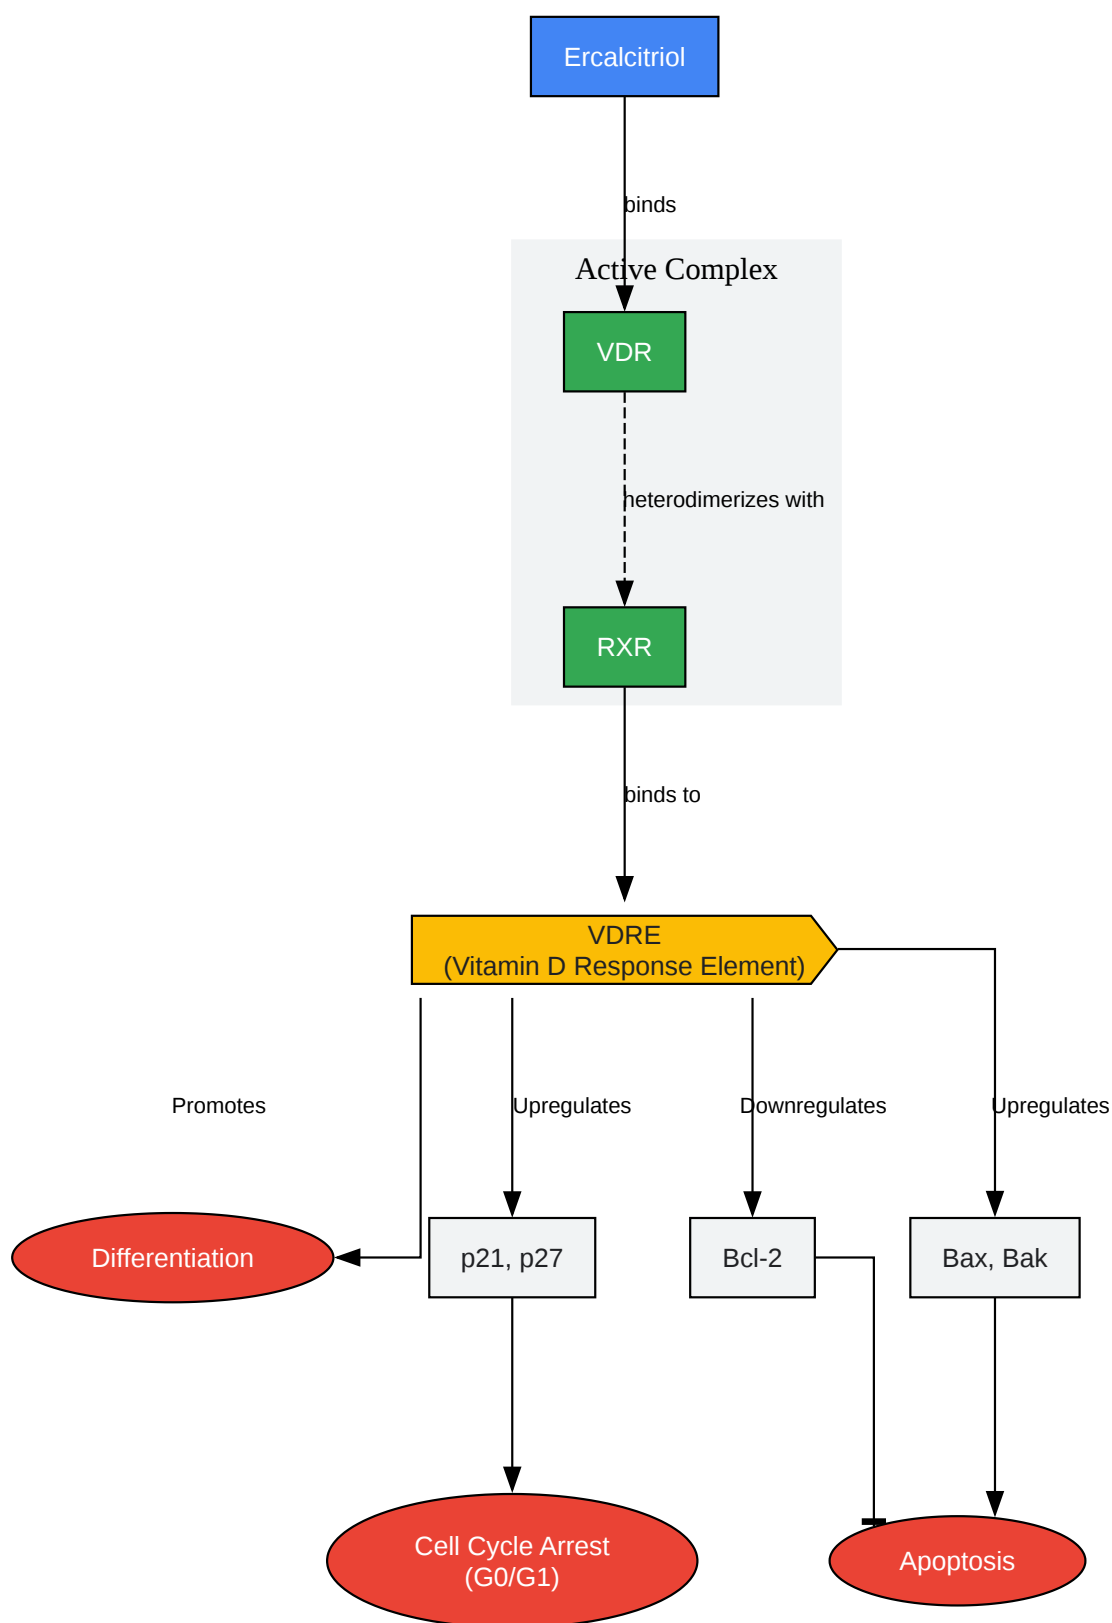 Ercalcitriol
binds
Active Complex
VDR
heterodimerizes with
RXR
binds to
VDRE
(Vitamin D Response Element)
Promotes
Upregulates
Downregulates
Upregulates
Differentiation
p21, p27
Bcl-2
Bax, Bak
Cell Cycle Arrest
(G0/G1)
Apoptosis